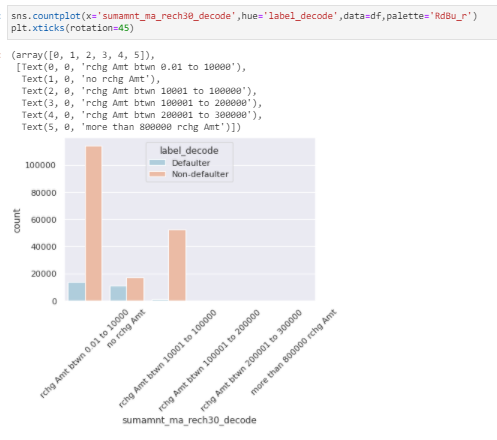 sns.countplot(x='sumamnt_ma_rech30_decode',hue='label_decode',data=df,palette='RdBu_r')
plt.xticks(rotation=45)
(array([0, 1, 2, 3, 4, 5]),
[Text(0, 0, 'rchg Amt btwn 0.01 to 10000'),
Text(1, 0, 'no rchg Amt'),
Text(2, 0, 'rchg Amt btwn 10001 to 100000'),
Text(3, 0, 'rchg Amt btwn 100001 to 200000'),
Text(4, 0, 'rchg Amt btwn 200001 to 300000'),
Text(5, 0, 'more than 800000 rchg Amt')])
label_decode
Defaulter
Non-defaulter
100000
80000
60000
40000
20000
0
count
rchg Amt btwn 0.01 to 10000
no rchg Amt
rchg Amt btwn 10001 to 100000
rchg Amt btwn 100001 to 200000
rchg Amt btwn 200001 to 300000
more than 800000 rchg Amt
sumamnt_ma_rech30_decode